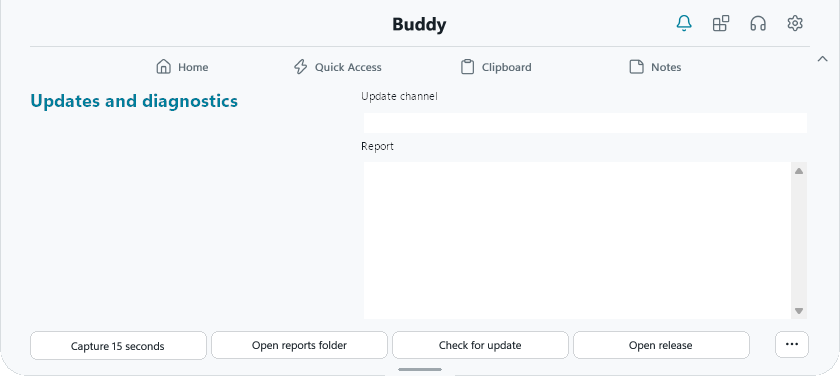 Buddy
Home
Quick Access
Clipboard
Notes
Updates and diagnostics
Update channel
Report
Capture 15 seconds
Open reports folder
Check for update
Open release
...